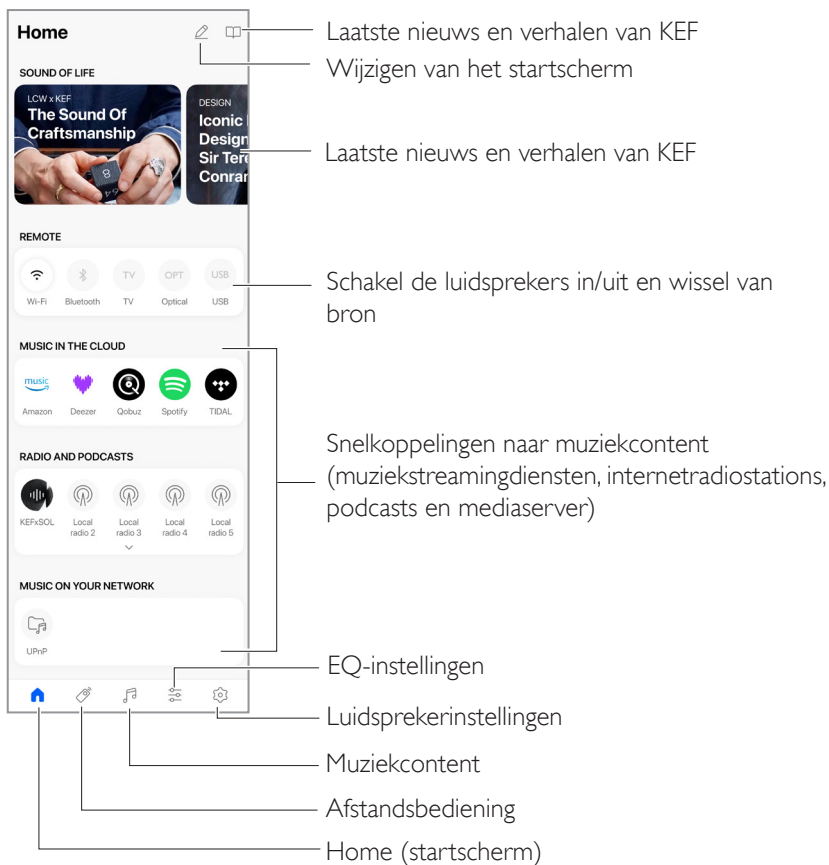 Home
Laatste nieuws en verhalen van KEF
Wijzigen van het startscherm
SOUND OF LIFE
LCW x KEF
The Sound Of
Craftsmanship
DESIGN
Iconic
Design
Sir Tere
Conran
Laatste nieuws en verhalen van KEF
REMOTE
TV
OPT
USB
Wi-Fi
Bluetooth
TV
Optical
USB
Schakel de luidsprekers in/uit en wissel van
bron
MUSIC IN THE CLOUD
music
Amazon
Deezer
Qobuz
Spotify
TIDAL
Snelkoppelingen naar muziekcontent
(muziekstreamingdiensten, internetradiostations,
podcasts en mediaserver)
RADIO AND PODCASTS
KEFxSOL
Local
radio 2
Local
radio 3
Local
radio 4
Local
radio 5
MUSIC ON YOUR NETWORK
UPnP
EQ-instellingen
Luidsprekerinstellingen
Muziekcontent
Afstandsbediening
Home (startscherm)